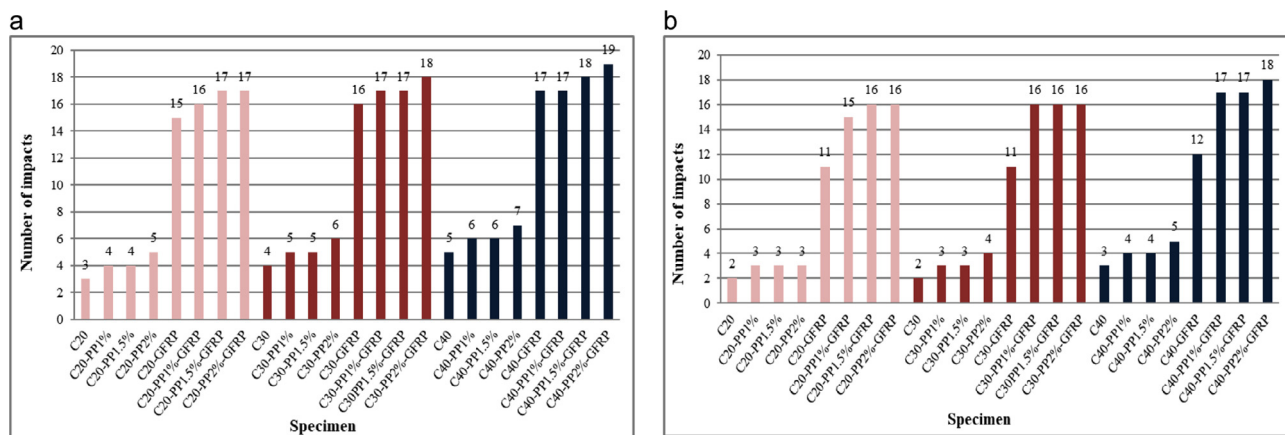 a
Number of impacts
20
18
16
14
12
10
8
6
4
2
0
3
4
4
5
15
16
17
17
4
5
5
6
16
17
17
18
5
6
6
7
17
17
18
19
C20
C20-PP1%
C20-PP1.5%
C20-PP2%
C20-GFRP
C20-PP1%-GFRP
C20-PP1.5%-GFRP
C20-PP2%-GFRP
C30
C30-PP1%
C30-PP1.5%
C30-PP2%
C30-GFRP
C30-PP1%-GFRP
C30PP1.5%-GFRP
C30-PP2%-GFRP
C40
C40-PP1%
C40-PP1.5%
C40-PP2%
C40-GFRP
C40-PP1%-GFRP
C40-PP1.5%-GFRP
C40-PP2%-GFRP
Specimen
b
Number of impacts
20
18
16
14
12
10
8
6
4
2
0
2
3
3
3
11
15
16
16
2
3
3
4
11
16
16
16
3
4
4
5
12
17
17
18
C20
C20-PP1%
C20-PP1.5%
C20-PP2%
C20-GFRP
C20-PP1%-GFRP
C20-PP1.5%-GFRP
C20-PP2%-GFRP
C30
C30-PP1%
C30-PP1.5%
C30-PP2%
C30-GFRP
C30-PP1%-GFRP
C30PP1.5%-GFRP
C30-PP2%-GFRP
C40
C40-PP1%
C40-PP1.5%
C40-PP2%
C40-GFRP
C40-PP1%-GFRP
C40-PP1.5%-GFRP
C40-PP2%-GFRP
Specimen